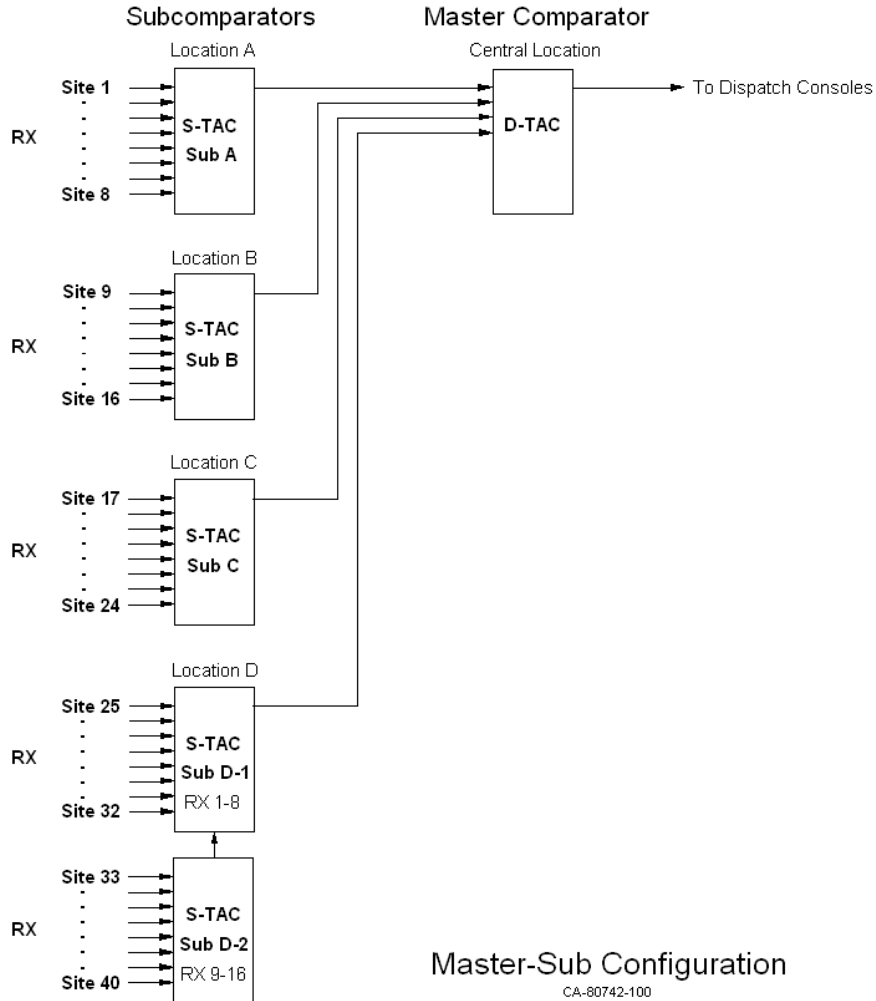 Subcomparators
Master Comparator
Location A
Central Location
Site 1
RX
Site 8
S-TAC
Sub A
D-TAC
To Dispatch Consoles
Location B
Site 9
RX
Site 16
S-TAC
Sub B
Location C
Site 17
RX
Site 24
S-TAC
Sub C
Location D
Site 25
RX
Site 32
S-TAC
Sub D-1
RX 1-8
Site 33
RX
Site 40
S-TAC
Sub D-2
RX 9-16
Master-Sub Configuration
CA-80742-100